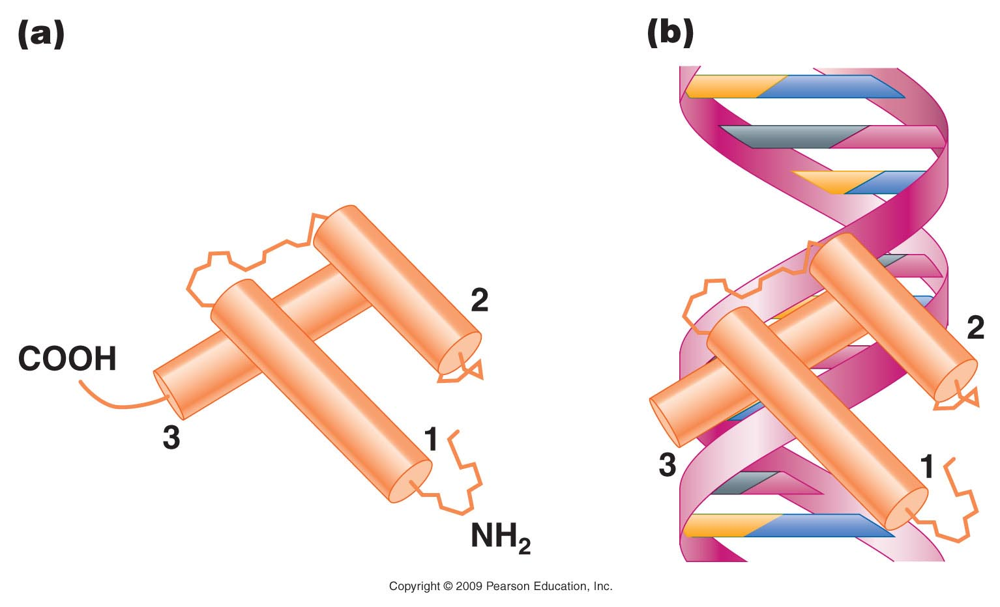 (a)
(b)
2
COOH
3
1
NH₂
2
3
1
Copyright © 2009 Pearson Education, Inc.